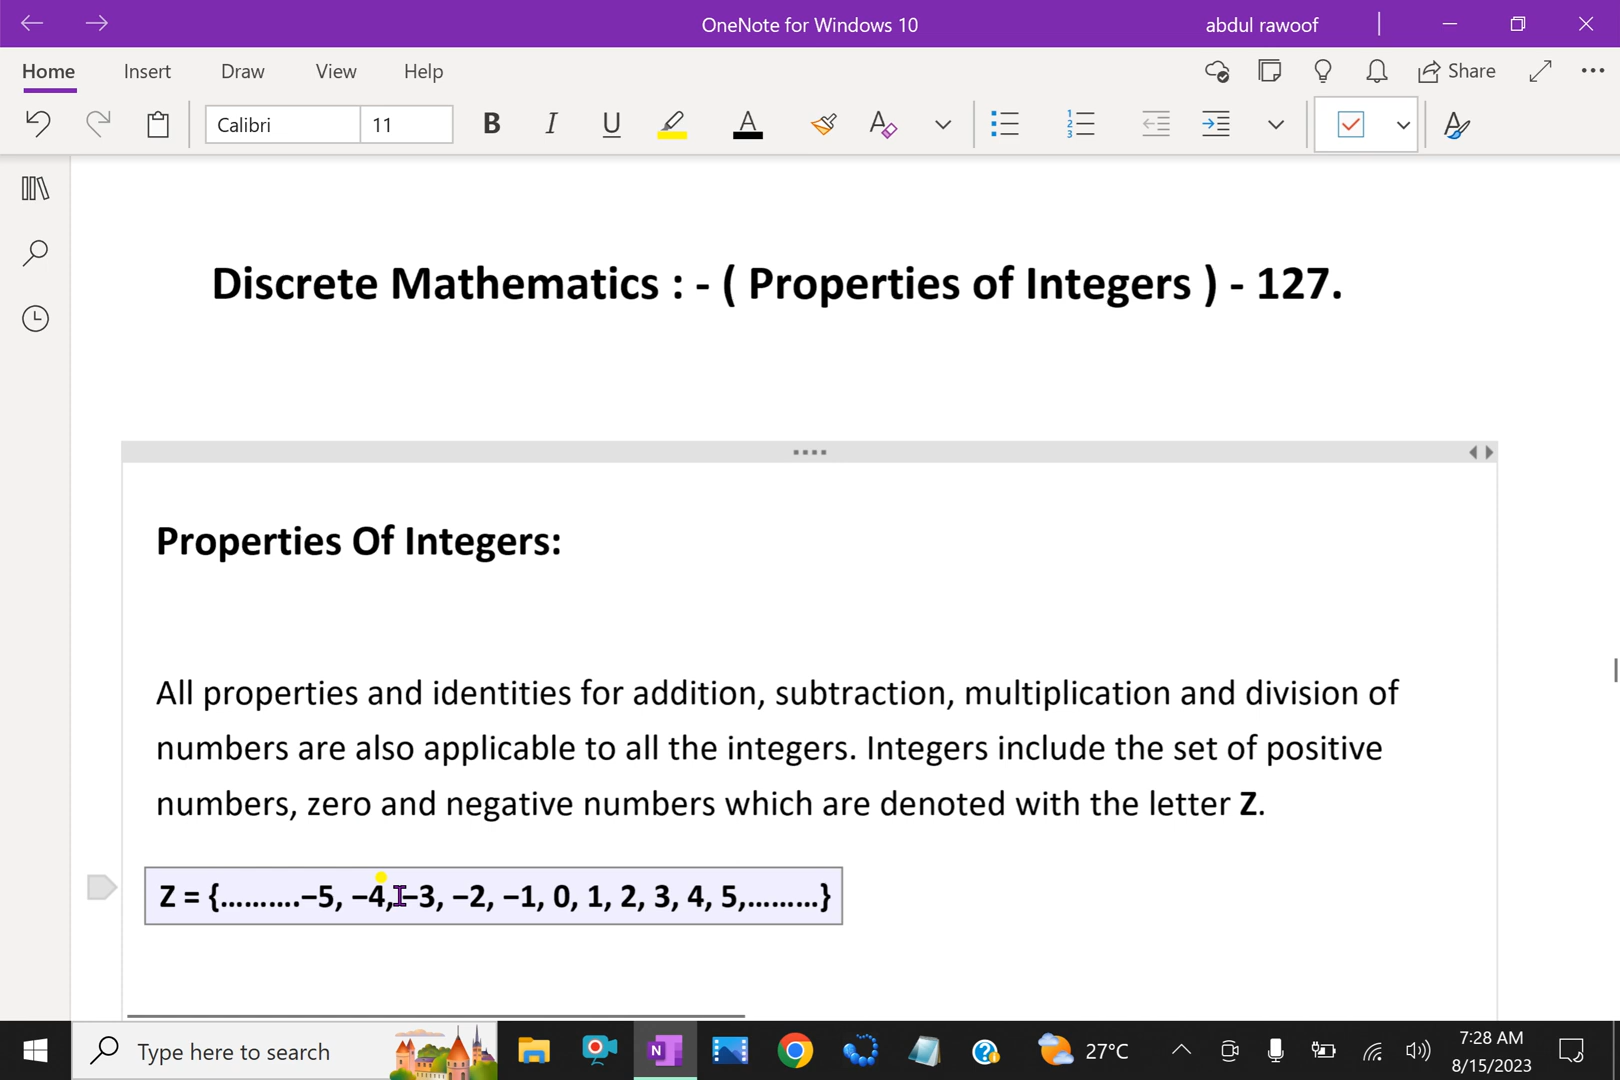 OneNote for Windows 10
abdul rawoof
Home Insert Draw View Help
Share
Calibri 11
B I U A A
Discrete Mathematics : - ( Properties of Integers ) - 127.
Properties Of Integers:
All properties and identities for addition, subtraction, multiplication and division of
numbers are also applicable to all the integers. Integers include the set of positive
numbers, zero and negative numbers which are denoted with the letter Z.
Z = {..........−5, −4, −3, −2, −1, 0, 1, 2, 3, 4, 5,.........}
Type here to search
27°C
7:28 AM
8/15/2023